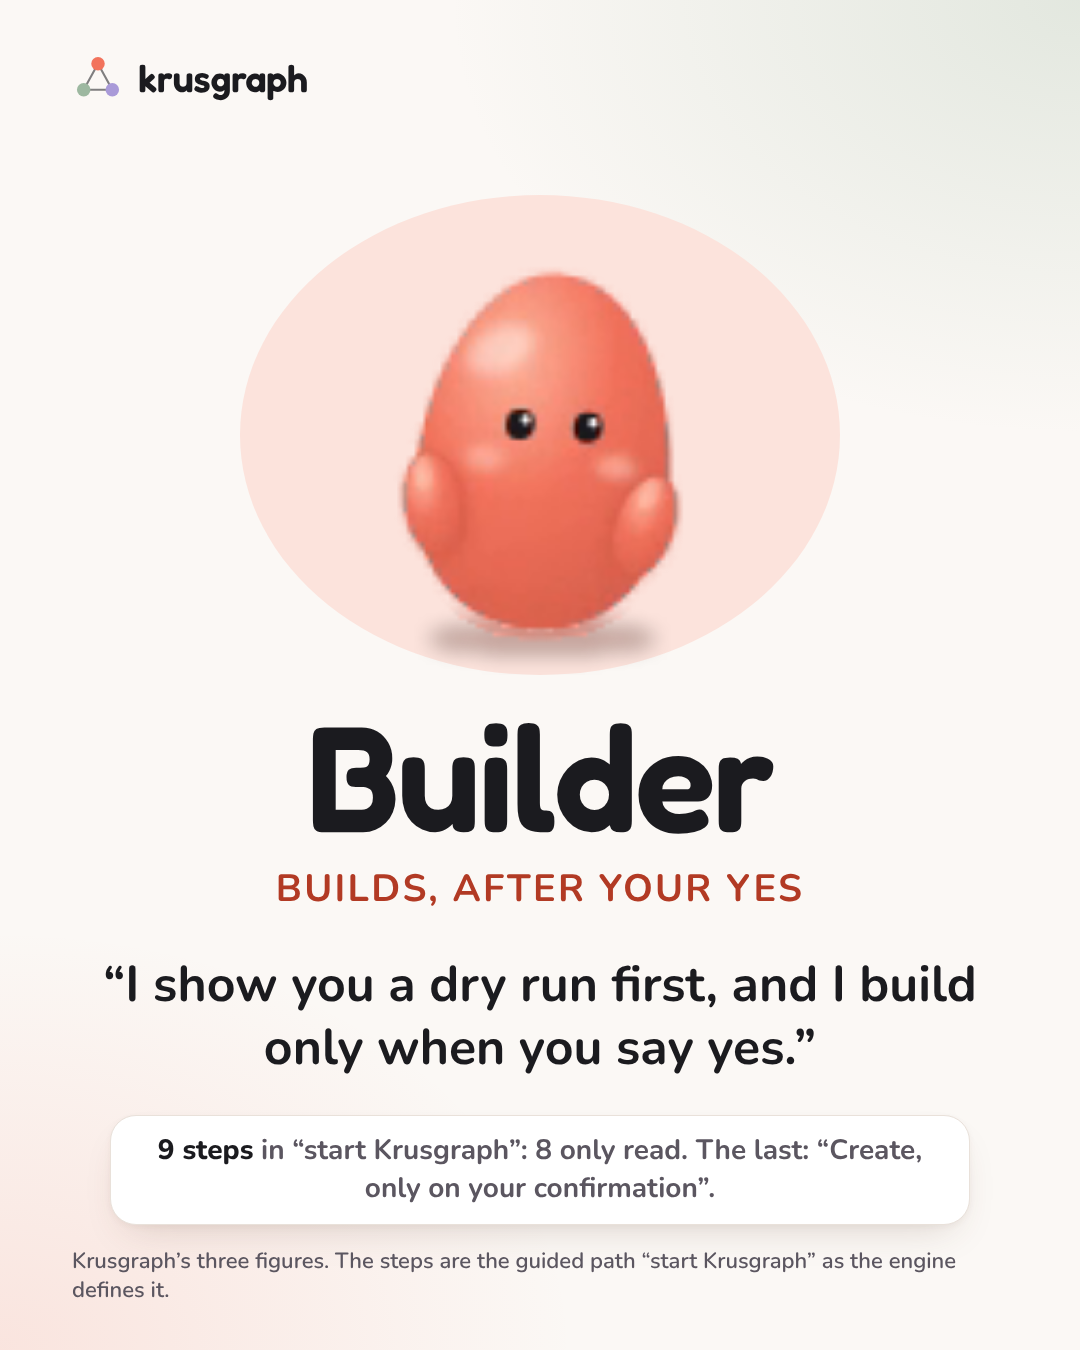 krusgraph
Builder
BUILDS, AFTER YOUR YES
“I show you a dry run first, and I build
only when you say yes.”
9 steps in “start Krusgraph”: 8 only read. The last: “Create,
only on your confirmation”.
Krusgraph’s three figures. The steps are the guided path “start Krusgraph” as the engine
defines it.